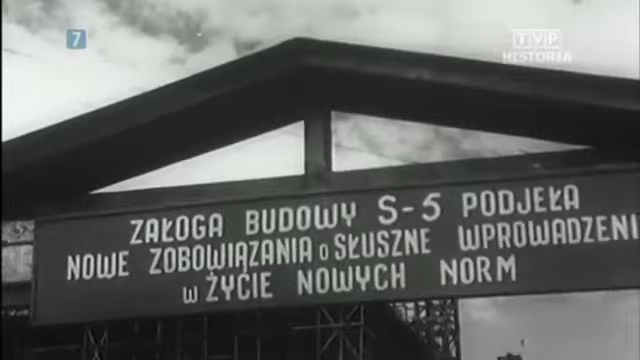 7
TVP
HISTORIA
ZAŁOGA BUDOWY S-5 PODJEŁA
NOWE ZOBOWIĄZANIA o SŁUSZNE WPROWADZENI
w ŻYCIE NOWYCH NORM